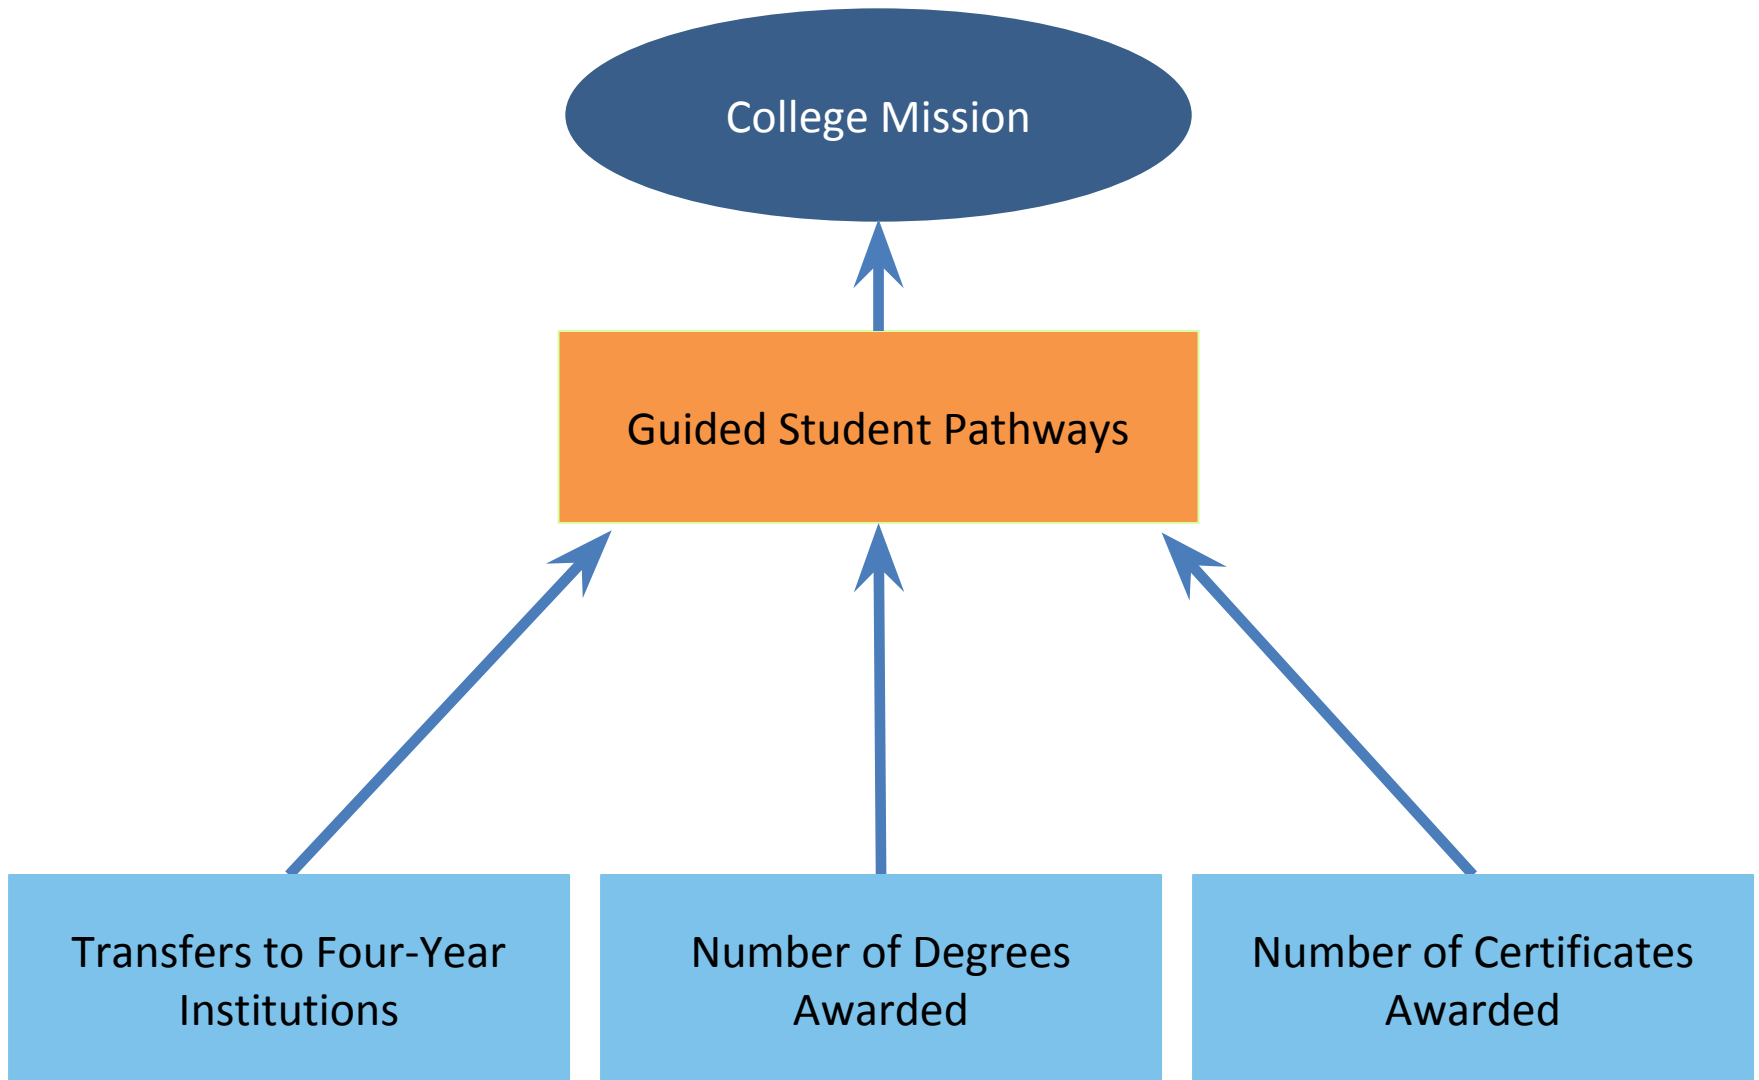 College Mission
Guided Student Pathways
Transfers to Four-Year
Institutions
Number of Degrees
Awarded
Number of Certificates
Awarded